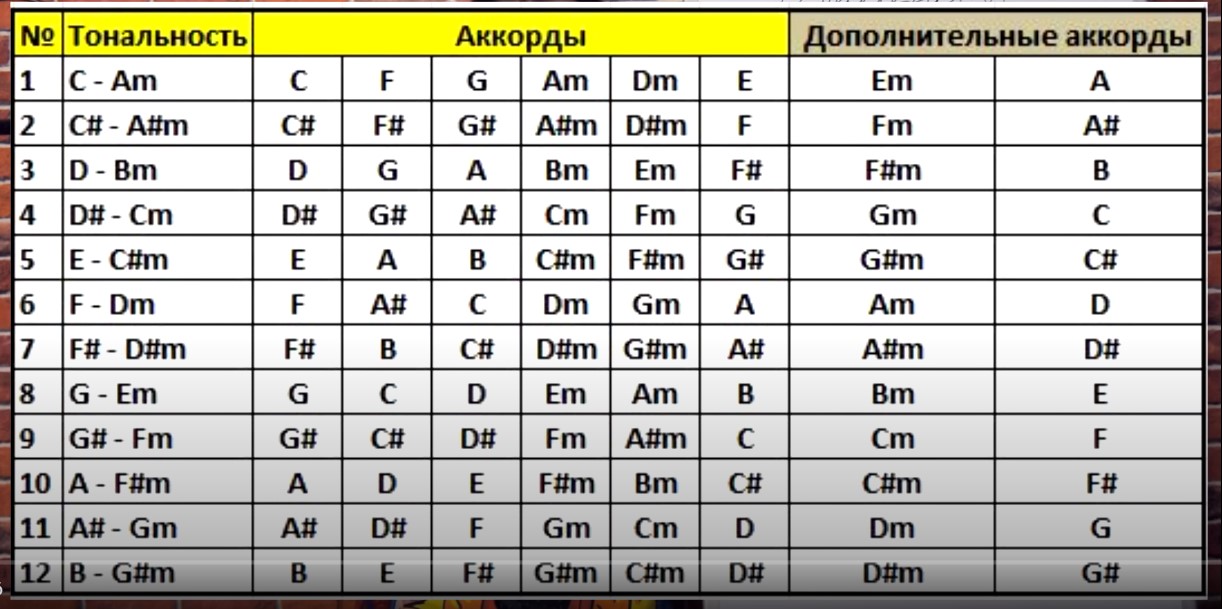 № Тональность Аккорды Дополнительные аккорды
1 C - Am C F G Am Dm E Em A
2 C# - A#m C# F# G# A#m D#m F Fm A#
3 D - Bm D G A Bm Em F# F#m B
4 D# - Cm D# G# A# Cm Fm G Gm C
5 E - C#m E A B C#m F#m G# G#m C#
6 F - Dm F A# C Dm Gm A Am D
7 F# - D#m F# B C# D#m G#m A# A#m D#
8 G - Em G C D Em Am B Bm E
9 G# - Fm G# C# D# Fm A#m C Cm F
10 A - F#m A D E F#m Bm C# C#m F#
11 A# - Gm A# D# F Gm Cm D Dm G
12 B - G#m B E F# G#m C#m D# D#m G#